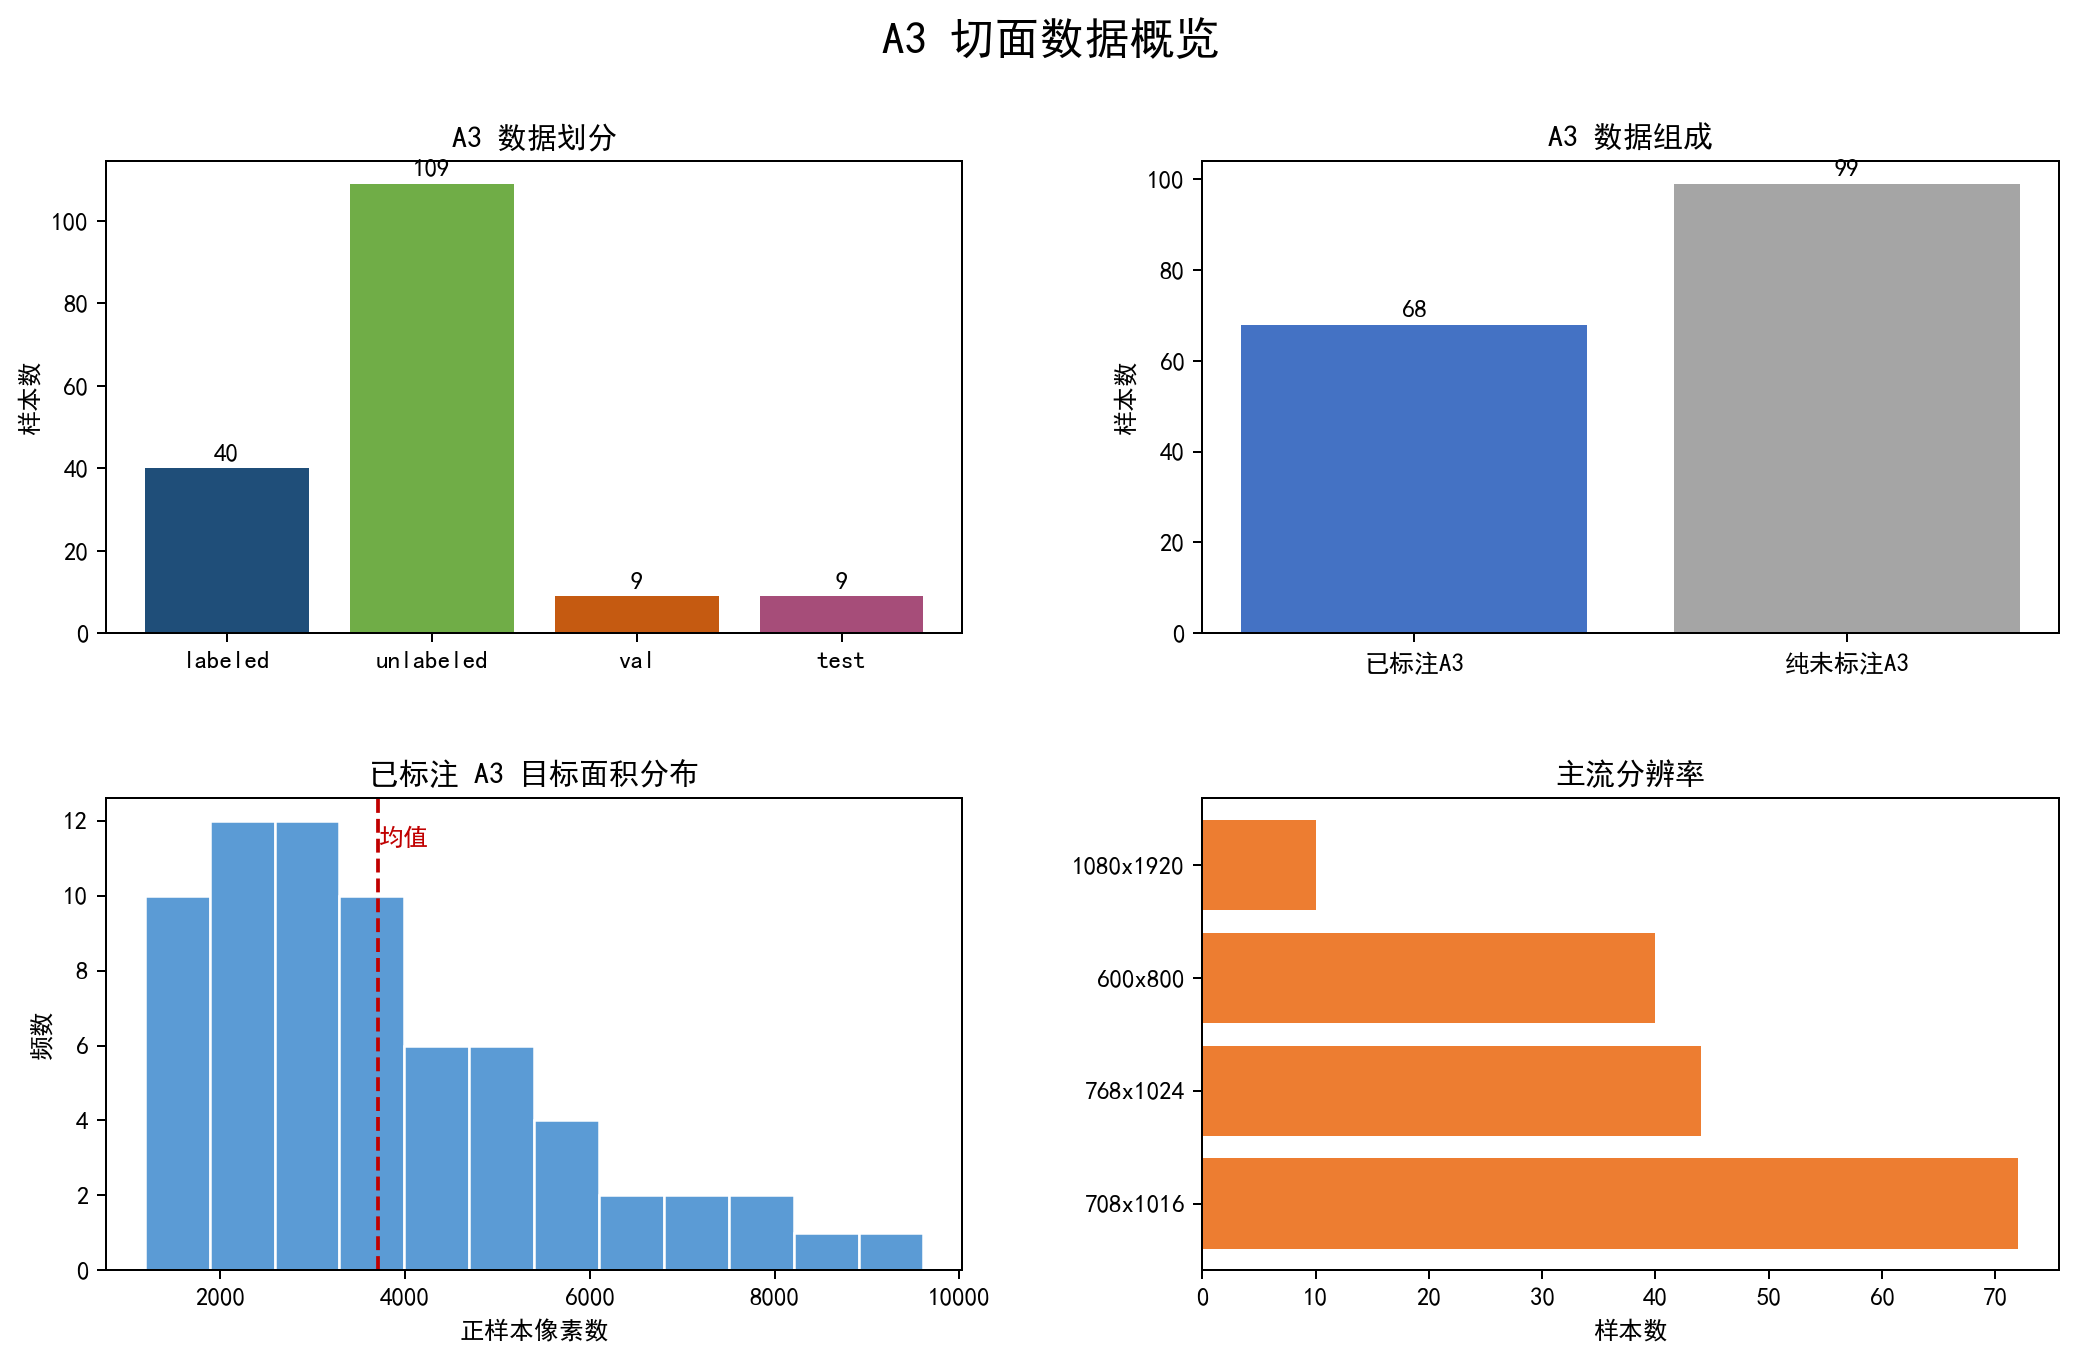 A3 切面数据概览
A3 数据划分
样本数
100
80
60
40
20
0
40
109
9
9
labeled
unlabeled
val
test
A3 数据组成
样本数
100
80
60
40
20
0
68
99
已标注A3
纯未标注A3
已标注 A3 目标面积分布
频数
12
10
8
6
4
2
0
均值
2000
4000
6000
8000
10000
正样本像素数
主流分辨率
1080x1920
600x800
768x1024
708x1016
0
10
20
30
40
50
60
70
样本数